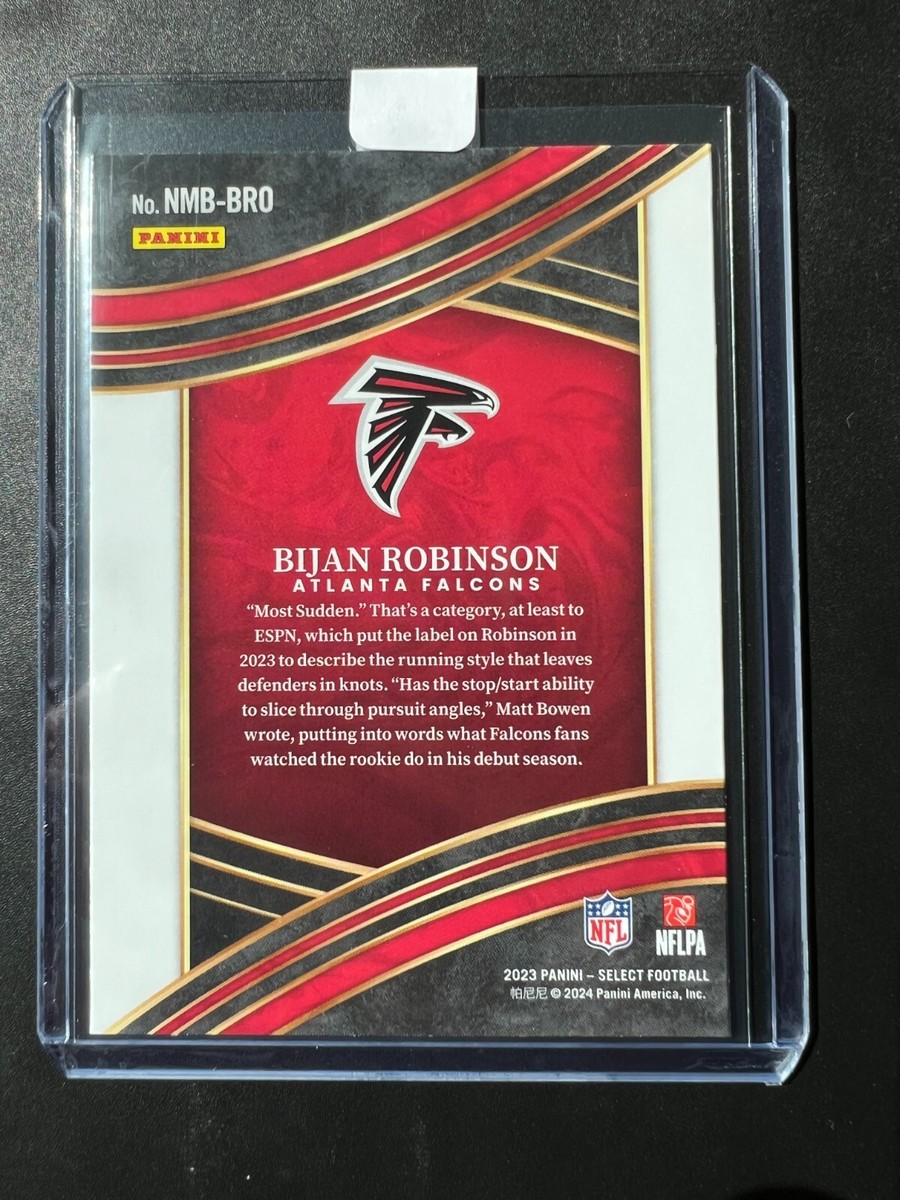 No. NMB-BRO
PANINI
BIJAN ROBINSON
ATLANTA FALCONS
“Most Sudden.” That’s a category, at least to
ESPN, which put the label on Robinson in
2023 to describe the running style that leaves
defenders in knots. “Has the stop/start ability
to slice through pursuit angles,” Matt Bowen
wrote, putting into words what Falcons fans
watched the rookie do in his debut season.
NFL
NFLPA
2023 PANINI – SELECT FOOTBALL
帕尼尼 © 2024 Panini America, Inc.